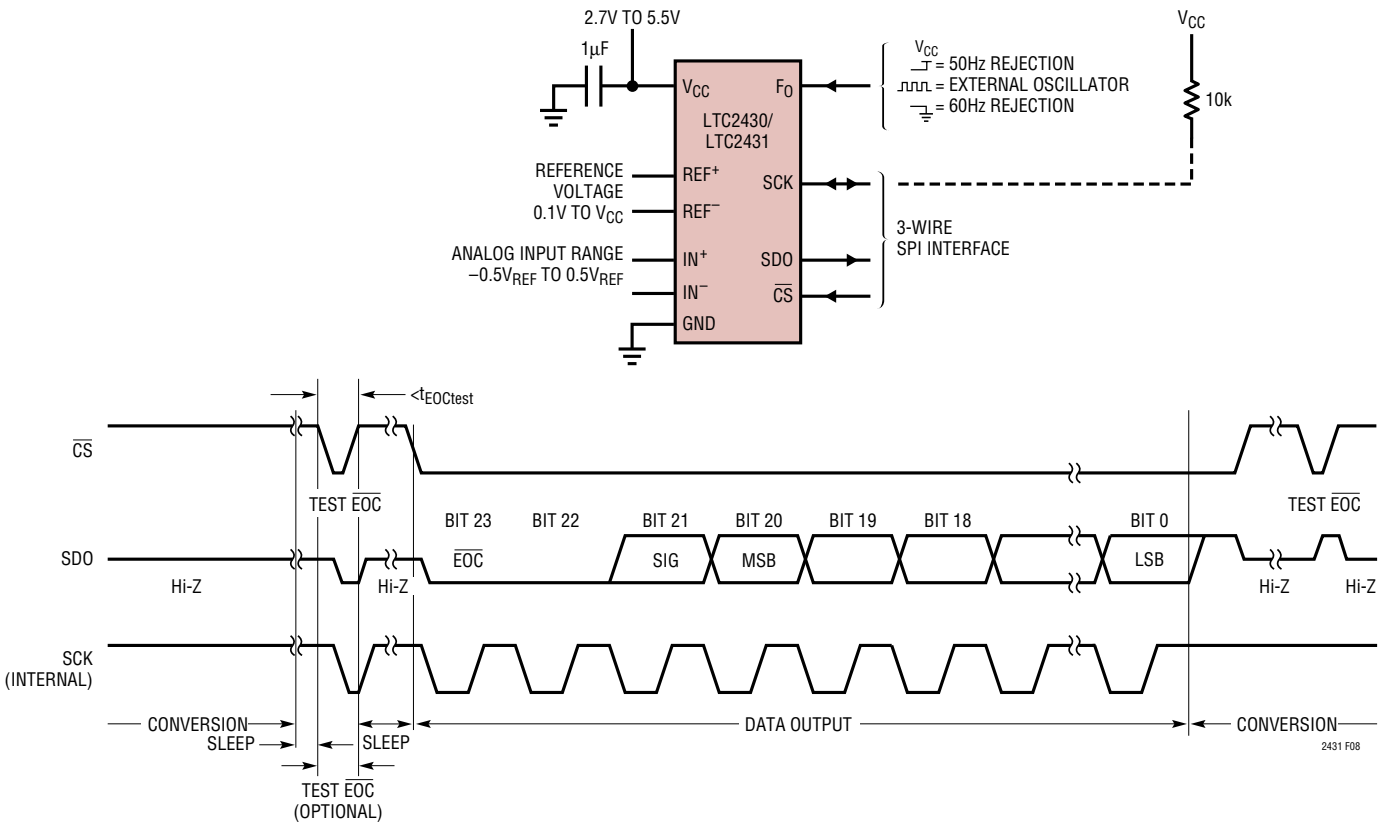 2.7V TO 5.5V
1µF
VCC
LTC2430/
LTC2431
FO
VCC
= 50Hz REJECTION
= EXTERNAL OSCILLATOR
= 60Hz REJECTION
VCC
10k
REFERENCE
VOLTAGE
0.1V TO VCC
REF+
REF–
SCK
ANALOG INPUT RANGE
–0.5VREF TO 0.5VREF
IN+
IN–
SDO
CS
GND
3-WIRE
SPI INTERFACE
<tEOCtest
CS
TEST EOC
TEST EOC
BIT 23
BIT 22
BIT 21
BIT 20
BIT 19
BIT 18
BIT 0
SDO
EOC
SIG
MSB
LSB
Hi-Z
Hi-Z
Hi-Z
Hi-Z
SCK
(INTERNAL)
CONVERSION
SLEEP
SLEEP
DATA OUTPUT
CONVERSION
2431 F08
TEST EOC
(OPTIONAL)